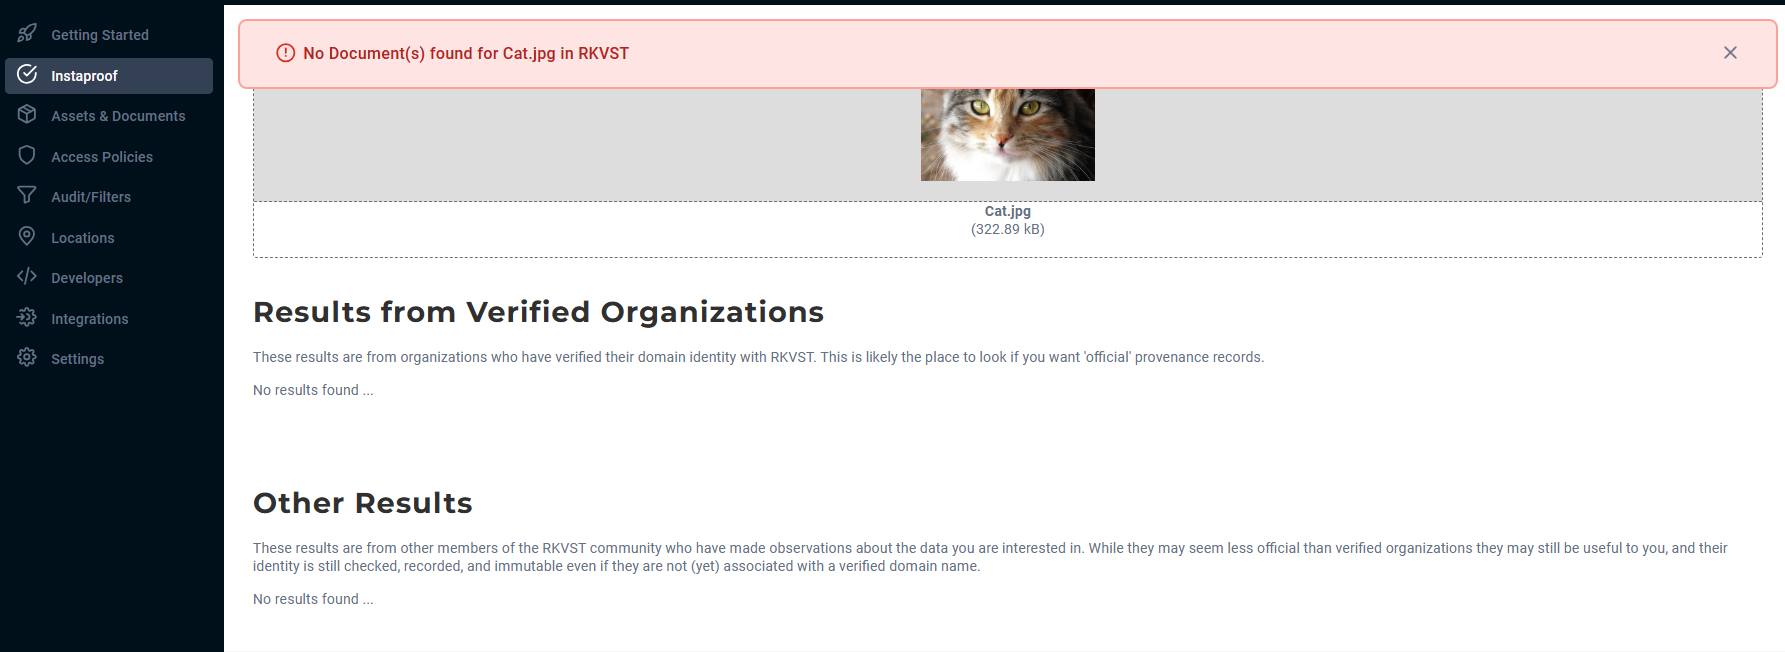 Getting Started
Instaproof
Assets & Documents
Access Policies
Audit/Filters
Locations
Developers
Integrations
Settings
No Document(s) found for Cat.jpg in RKVST
Cat.jpg
(322.89 kB)
Results from Verified Organizations
These results are from organizations who have verified their domain identity with RKVST. This is likely the place to look if you want 'official' provenance records.
No results found ...
Other Results
These results are from other members of the RKVST community who have made observations about the data you are interested in. While they may seem less official than verified organizations they may still be useful to you, and their
identity is still checked, recorded, and immutable even if they are not (yet) associated with a verified domain name.
No results found ...